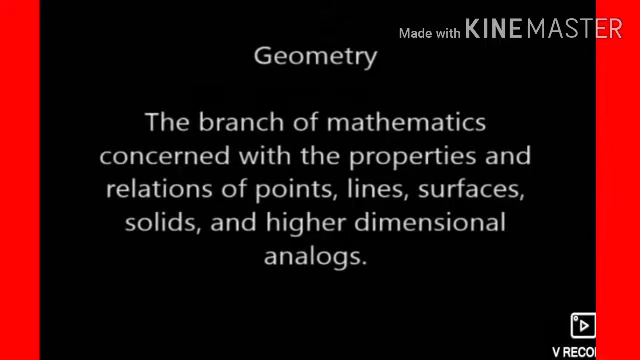 Made with KINEMASTER
Geometry
The branch of mathematics
concerned with the properties and
relations of points, lines, surfaces,
solids, and higher dimensional
analogs.
V RECO